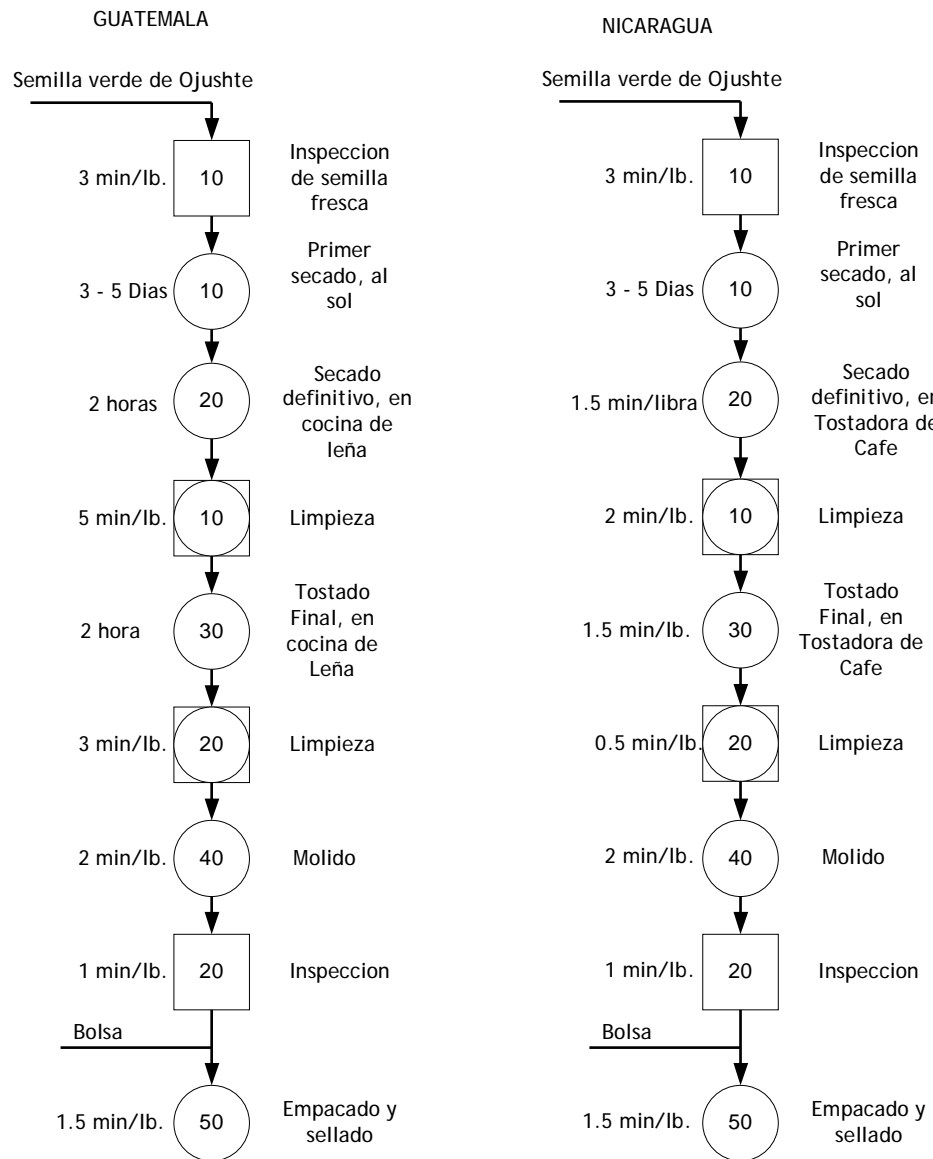 GUATEMALA
Semilla verde de Ojushte
3 min/lb.
10
Inspeccion
de semilla
fresca
3 - 5 Dias
10
Primer
secado, al
sol
2 horas
20
Secado
definitivo, en
cocina de
leña
5 min/lb.
10
Limpieza
2 hora
30
Tostado
Final, en
cocina de
Leña
3 min/lb.
20
Limpieza
2 min/lb.
40
Molido
1 min/lb.
20
Inspeccion
Bolsa
1.5 min/lb.
50
Empacado y
sellado
NICARAGUA
Semilla verde de Ojushte
3 min/lb.
10
Inspeccion
de semilla
fresca
3 - 5 Dias
10
Primer
secado, al
sol
1.5 min/libra
20
Secado
definitivo, en
Tostadora de
Cafe
2 min/lb.
10
Limpieza
1.5 min/lb.
30
Tostado
Final, en
Tostadora de
Cafe
0.5 min/lb.
20
Limpieza
2 min/lb.
40
Molido
1 min/lb.
20
Inspeccion
Bolsa
1.5 min/lb.
50
Empacado y
sellado